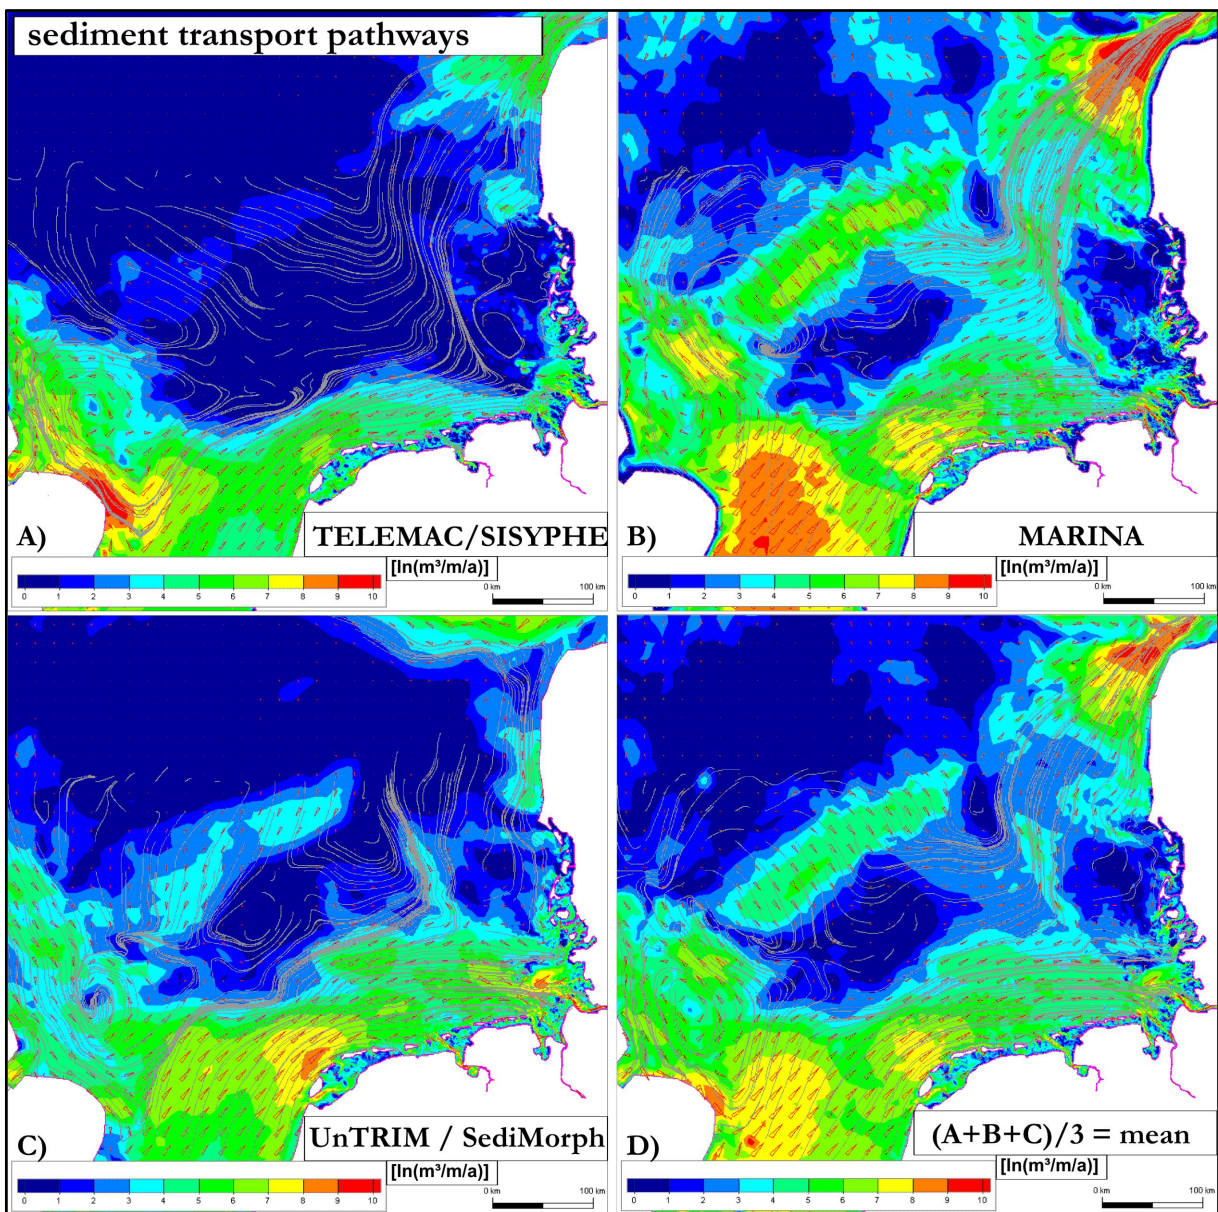 sediment transport pathways
A)
TELEMAC/SISYPHE
[ln(m³/m/a)]
0 1 2 3 4 5 6 7 8 9 10
0 km 100 km
B)
MARINA
[ln(m³/m/a)]
0 1 2 3 4 5 6 7 8 9 10
0 km 100 km
C)
UnTRIM / SediMorph
[ln(m³/m/a)]
0 1 2 3 4 5 6 7 8 9 10
0 km 100 km
D)
(A+B+C)/3 = mean
[ln(m³/m/a)]
0 1 2 3 4 5 6 7 8 9 10
0 km 100 km